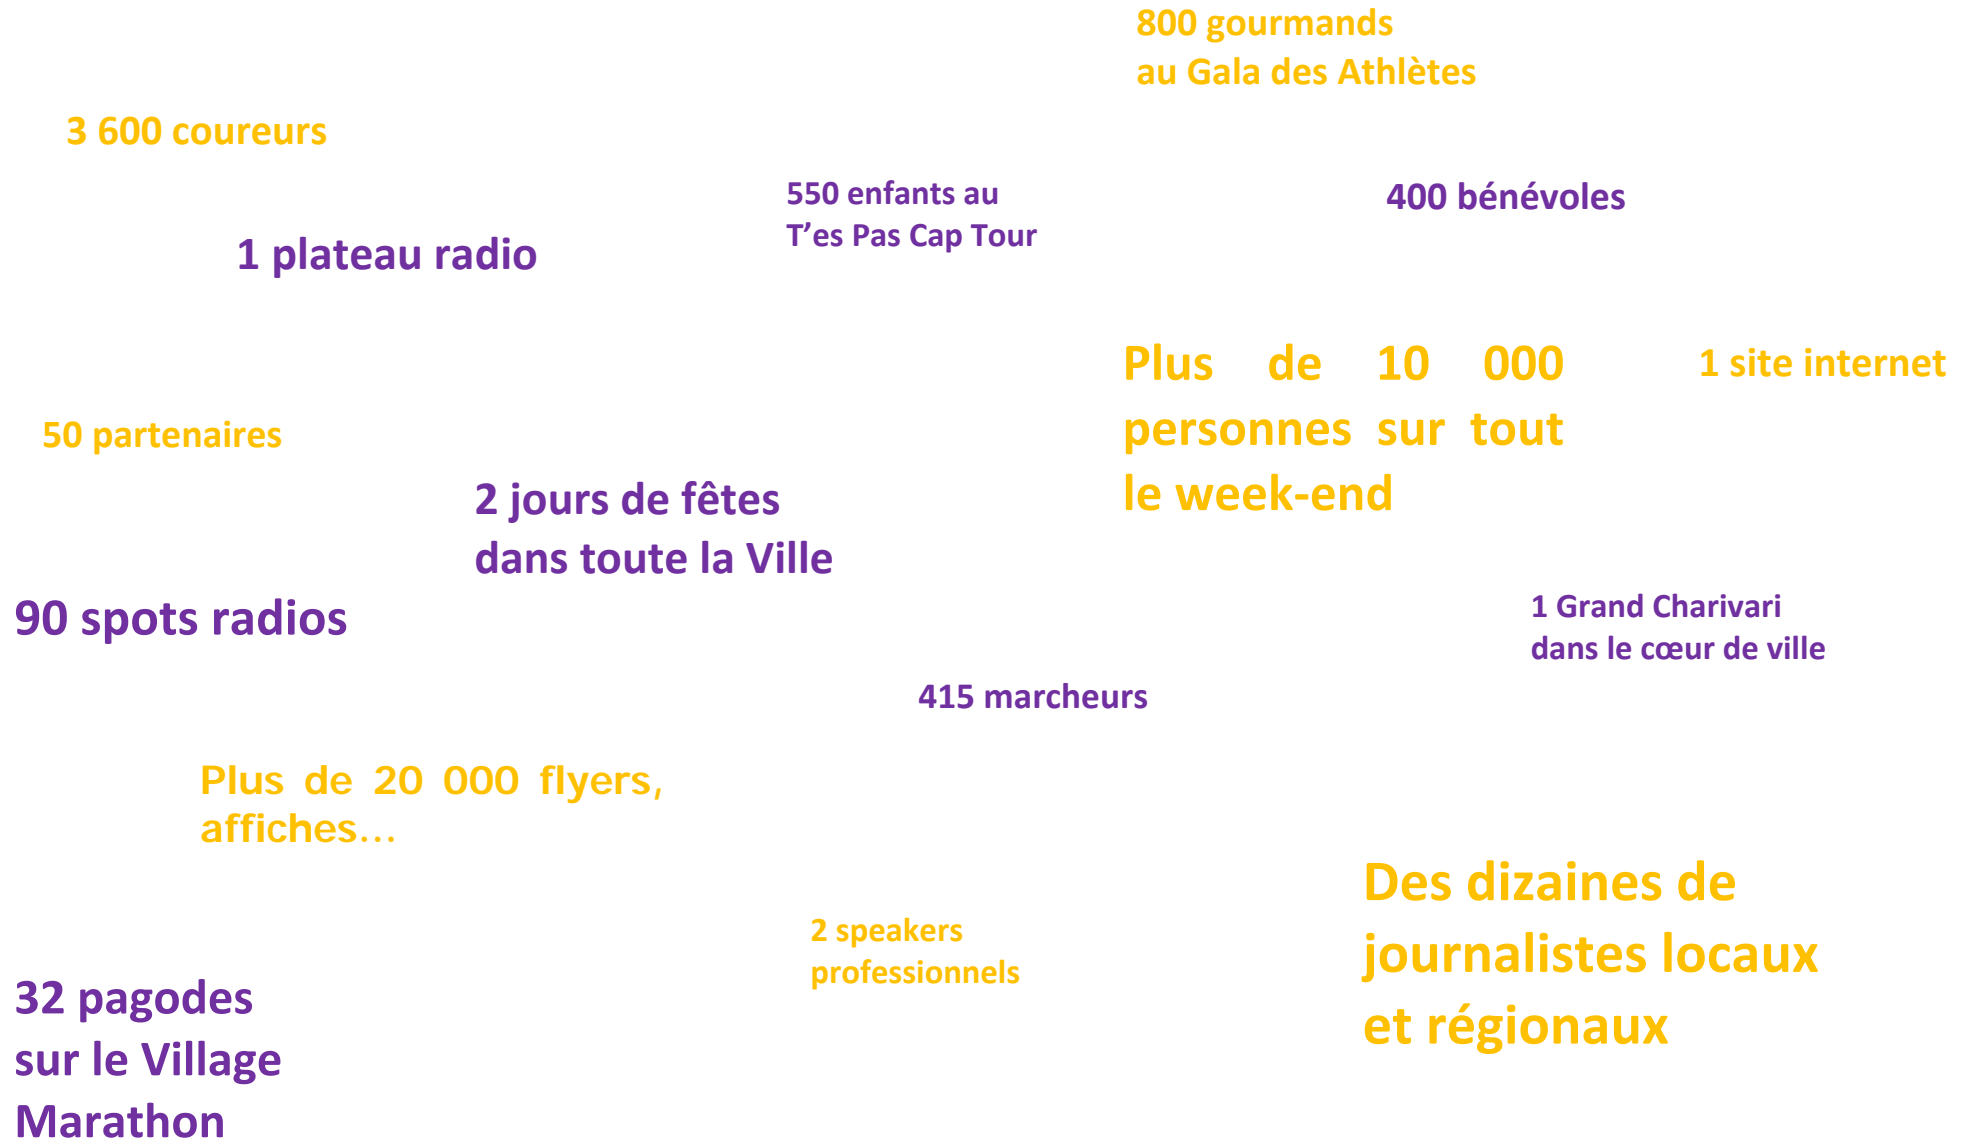 800 gourmands
au Gala des Athlètes
3 600 coureurs
550 enfants au
T’es Pas Cap Tour
400 bénévoles
1 plateau radio
Plus de 10 000
personnes sur tout
le week-end
1 site internet
50 partenaires
2 jours de fêtes
dans toute la Ville
90 spots radios
1 Grand Charivari
dans le cœur de ville
415 marcheurs
Plus de 20 000 flyers,
affiches...
Des dizaines de
journalistes locaux
et régionaux
2 speakers
professionnels
32 pagodes
sur le Village
Marathon